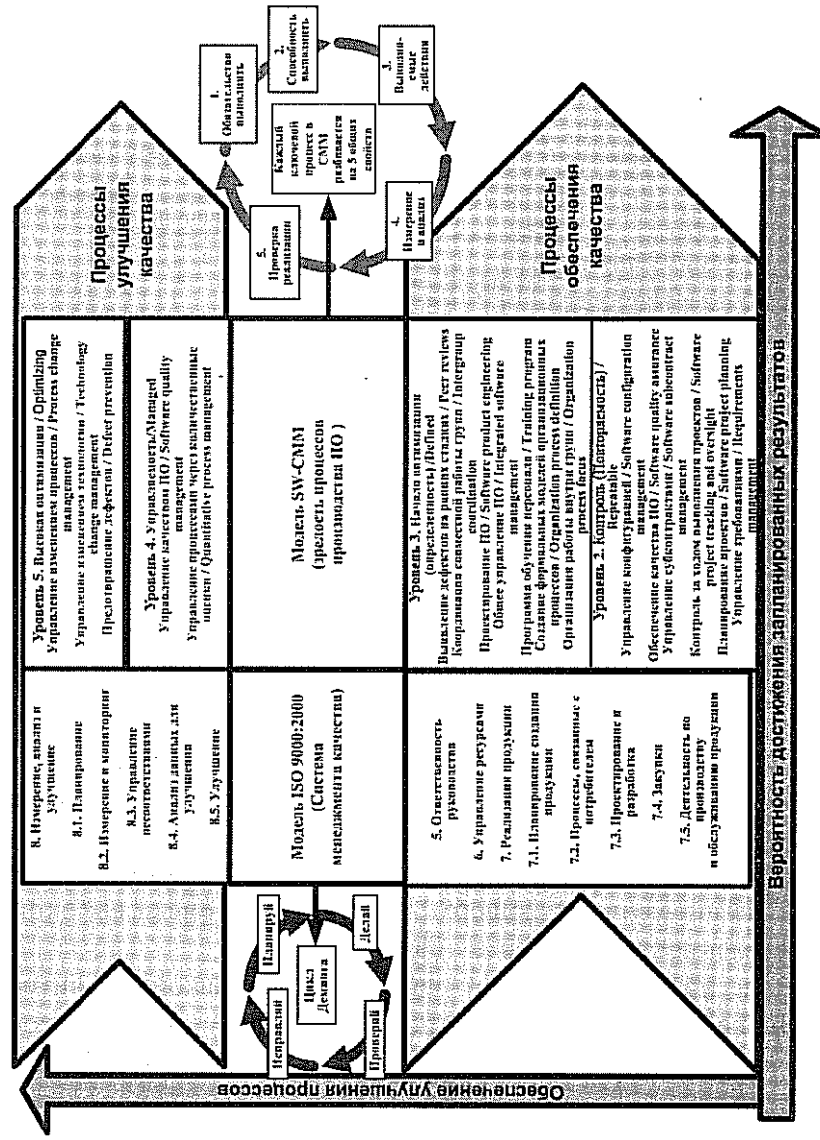 Процессы
улучшения
качества
Уровень 5. Высокая оптимизация / Optimizing
Управление изменением процессов / Process change
management
Управление изменением технологии / Technology
change management
Предотвращение дефектов / Defect prevention
Уровень 4. Управляемость/Managed
Управление качеством ПО / Software quality
management
Управление процессами через количественные
оценки / Quantitative process management
8. Измерение, анализ и
улучшение
8.1. Планирование
8.2. Измерение и мониторинг
8.3. Управление
несоответствиями
8.4. Анализ данных для
улучшения
8.5. Улучшение
1.
Обязательства
выполнить
2.
Способность
выполнить
3.
Выполняе-
емые
действия
4.
Измерение
и анализ
5.
Проверка
реализации
Каждый
ключевой
процесс в
СММ
разбивается
на 5 общих
свойств
Модель SW-CMM
(зрелость процессов
производства ПО )
Модель ISO 9000:2000
(Система
менеджмента качества)
Планируй
Делай
Проверяй
Исправляй
Цикл
Деминга
Процессы
обеспечения
качества
Уровень 3. Начало оптимизации
(определенность) /Defined
Выявление дефектов на ранних стадиях / Peer reviews
Координация совместной работы групп / Intergroup
coordination
Проектирование ПО / Software product engineering
Общее управление ПО / Integrated software
management
Программа обучения персонала / Training program
Создание формальных моделей организационных
процессов / Organization process definition
Организация работы внутри групп / Organization
process focus
Уровень 2. Контроль (Повторяемость) /
Repeatable
Управление конфигурацией / Software configuration
management
Обеспечение качества ПО / Software quality assurance
Управление субконтрактами / Software subcontract
management
Контроль за ходом выполнения проектов / Software
project tracking and oversight
Планирование проектов / Software project planning
Управление требованиями / Requirements
management
5. Ответственность
руководства
6. Управление ресурсами
7. Реализация продукции
7.1. Планирование создания
продукции
7.2. Процессы, связанные с
потребителем
7.3. Проектирование и
разработка
7.4. Закупки
7.5. Деятельность по
производству
и обслуживанию продукции
Обеспечение улучшения процессов
Вероятность достижения запланированных результатов